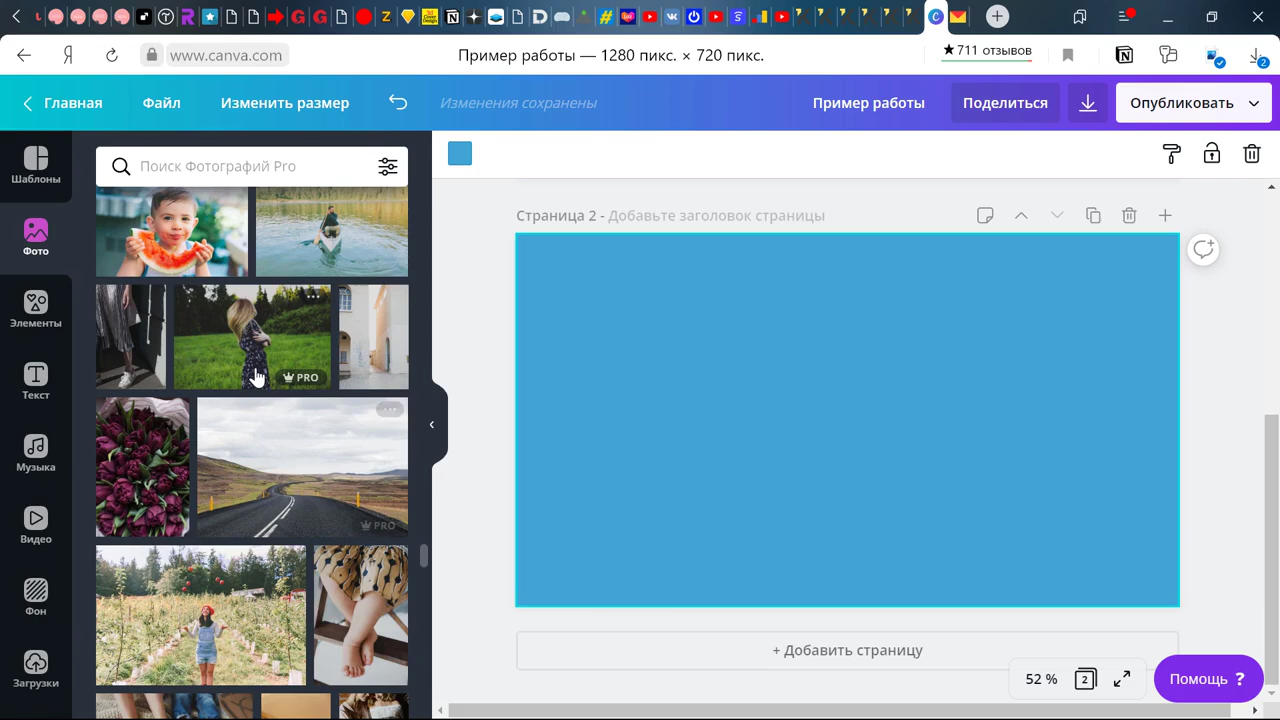 www.canva.com
Пример работы — 1280 пикс. × 720 пикс.
★711 отзывов
2
Главная
Файл
Изменить размер
Изменения сохранены
Пример работы
Поделиться
Опубликовать
Шаблоны
Фото
Элементы
Текст
Музыка
Видео
Фон
Загрузки
Поиск Фотографий Pro
PRO
PRO
Страница 2 - Добавьте заголовок страницы
+ Добавить страницу
52 %
2
Помощь ?